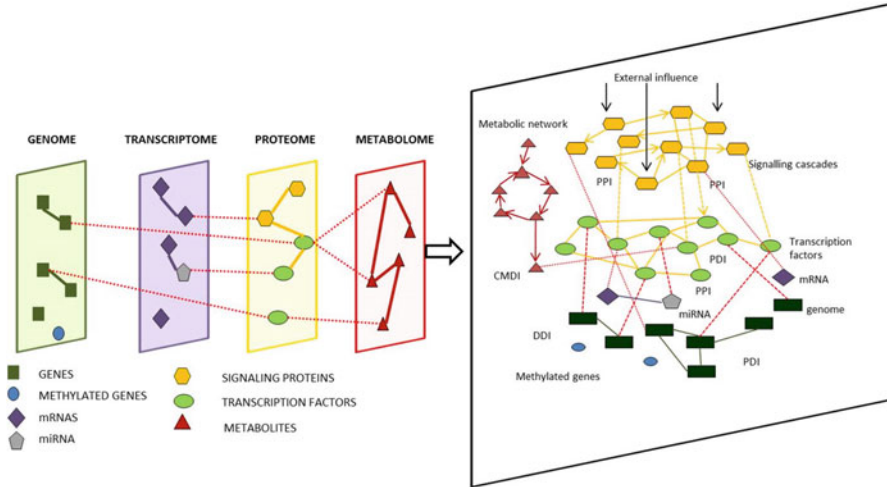 GENOME
TRANSCRIPTOME
PROTEOME
METABOLOME
GENES
METHYLATED GENES
mRNAS
miRNA
SIGNALING PROTEINS
TRANSCRIPTION FACTORS
METABOLITES
External influence
Metabolic network
Signalling cascades
PPI
PPI
Transcription
factors
PDI
CMDI
PPI
mRNA
miRNA
genome
DDI
PDI
Methylated genes